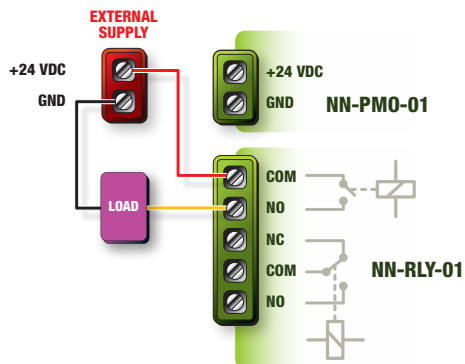 EXTERNAL
SUPPLY
+24 VDC
GND
+24 VDC
GND
NN-PMO-01
LOAD
COM
NO
NC
COM
NO
NN-RLY-01